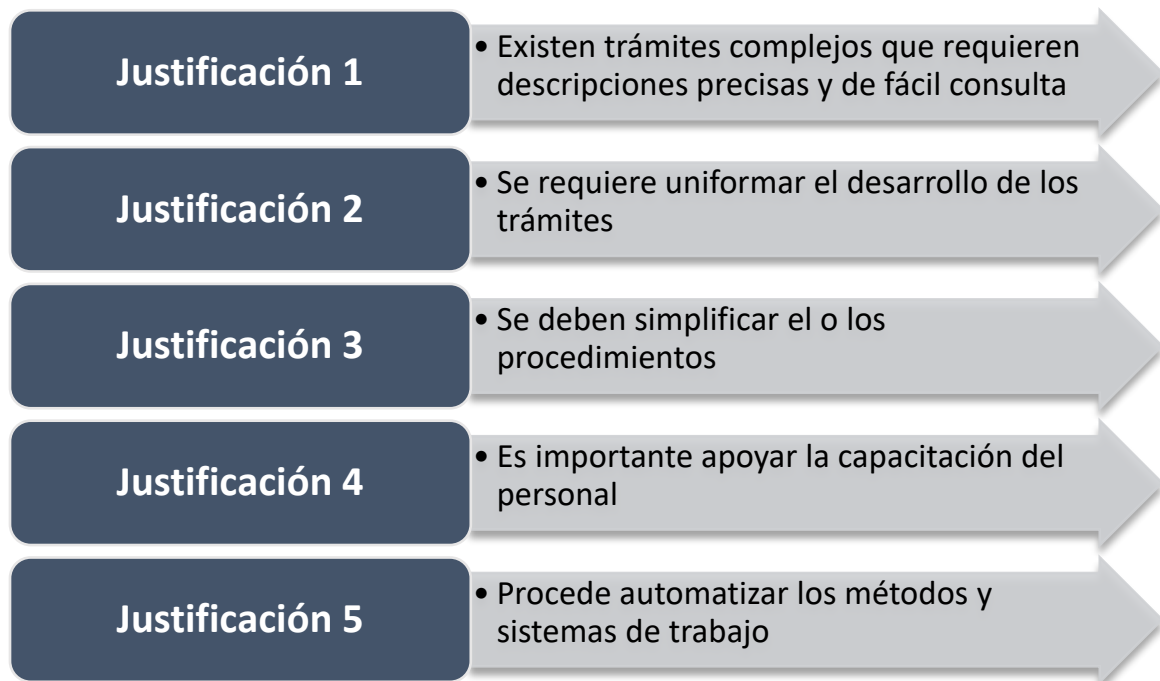 Justificación 1
• Existen trámites complejos que requieren
descripciones precisas y de fácil consulta
Justificación 2
• Se requiere uniformar el desarrollo de los
trámites
Justificación 3
• Se deben simplificar el o los
procedimientos
Justificación 4
• Es importante apoyar la capacitación del
personal
Justificación 5
• Procede automatizar los métodos y
sistemas de trabajo